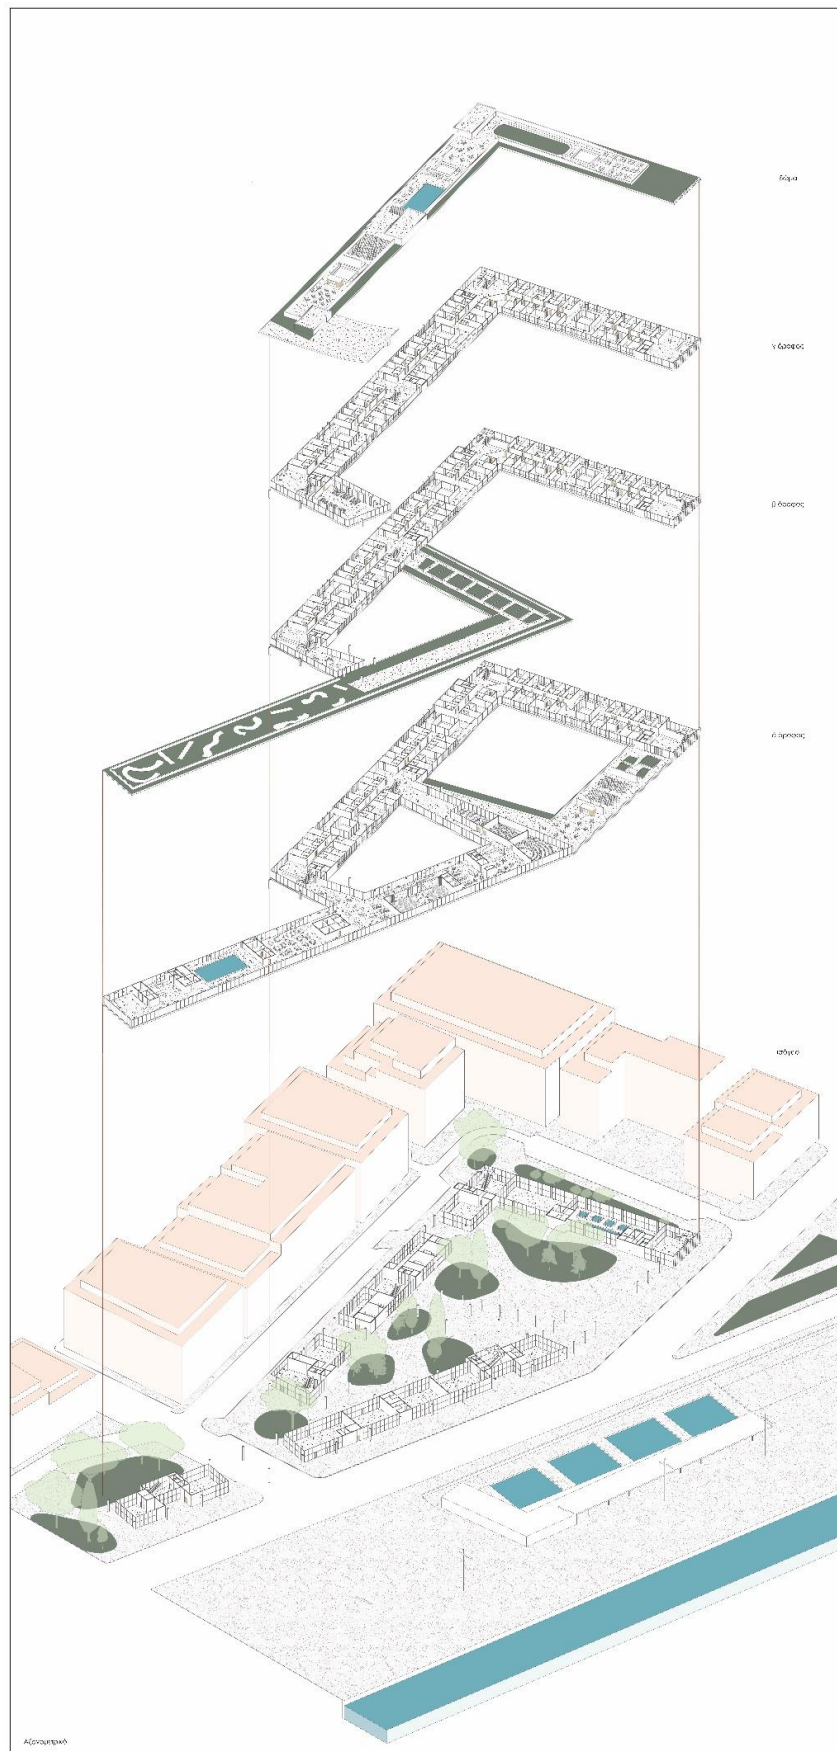 δώμα
γ όροφος
β όροφος
ά όροφος
ισόγειο
Αξονομετρικό